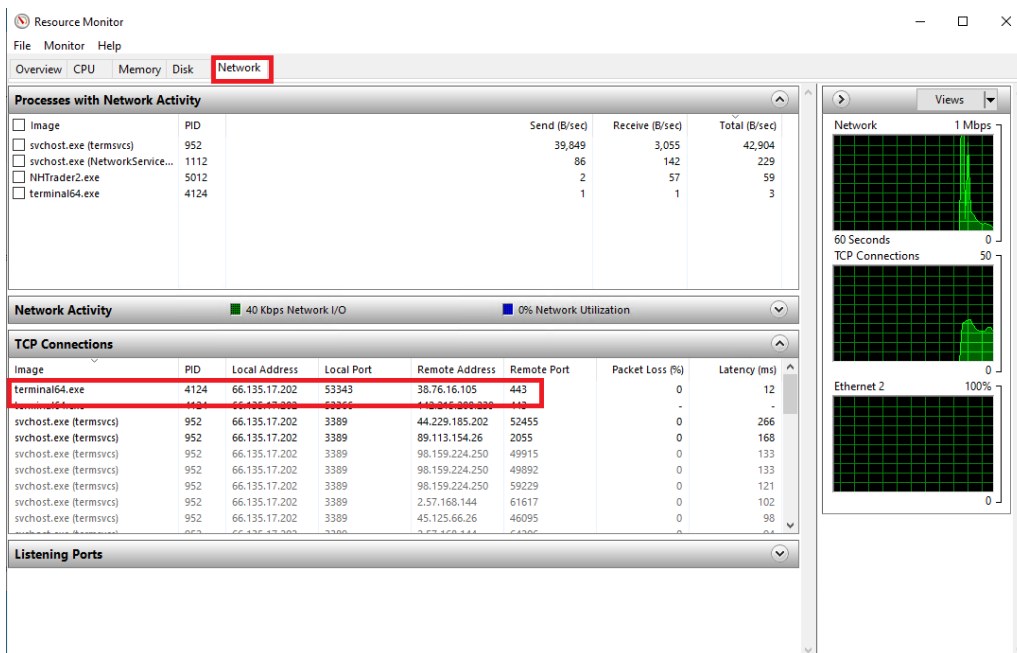 Resource Monitor
File Monitor Help
Overview CPU Memory Disk Network
Processes with Network Activity
Image PID Send (B/sec) Receive (B/sec) Total (B/sec)
svchost.exe (termsvcs) 952 39,849 3,055 42,904
svchost.exe (NetworkService... 1112 86 142 229
NHTrader2.exe 5012 2 57 59
terminal64.exe 4124 1 1 3
Network Activity 40 Kbps Network I/O 0% Network Utilization
TCP Connections
Image PID Local Address Local Port Remote Address Remote Port Packet Loss (%) Latency (ms)
terminal64.exe 4124 66.135.17.202 53343 38.76.16.105 443 0 12
- -
svchost.exe (termsvcs) 952 66.135.17.202 3389 44.229.185.202 52455 0 266
svchost.exe (termsvcs) 952 66.135.17.202 3389 89.113.154.26 2055 0 168
svchost.exe (termsvcs) 952 66.135.17.202 3389 98.159.224.250 49915 0 133
svchost.exe (termsvcs) 952 66.135.17.202 3389 98.159.224.250 49892 0 133
svchost.exe (termsvcs) 952 66.135.17.202 3389 98.159.224.250 59229 0 121
svchost.exe (termsvcs) 952 66.135.17.202 3389 2.57.168.144 61617 0 102
svchost.exe (termsvcs) 952 66.135.17.202 3389 45.125.66.26 46095 0 98
Listening Ports
Views
Network 1 Mbps
60 Seconds 0
TCP Connections 50
0
Ethernet 2 100%
0